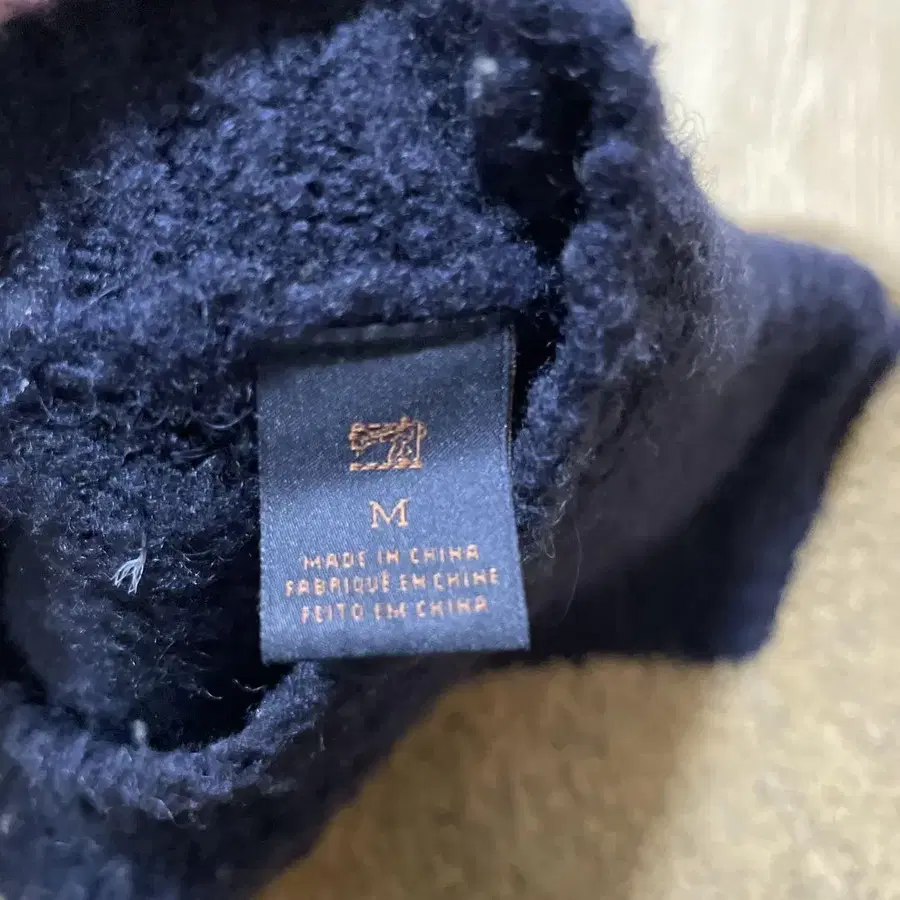 M
MADE IN CHINA
FABRIQUÉ EN CHINE
FEITO EM CHINA